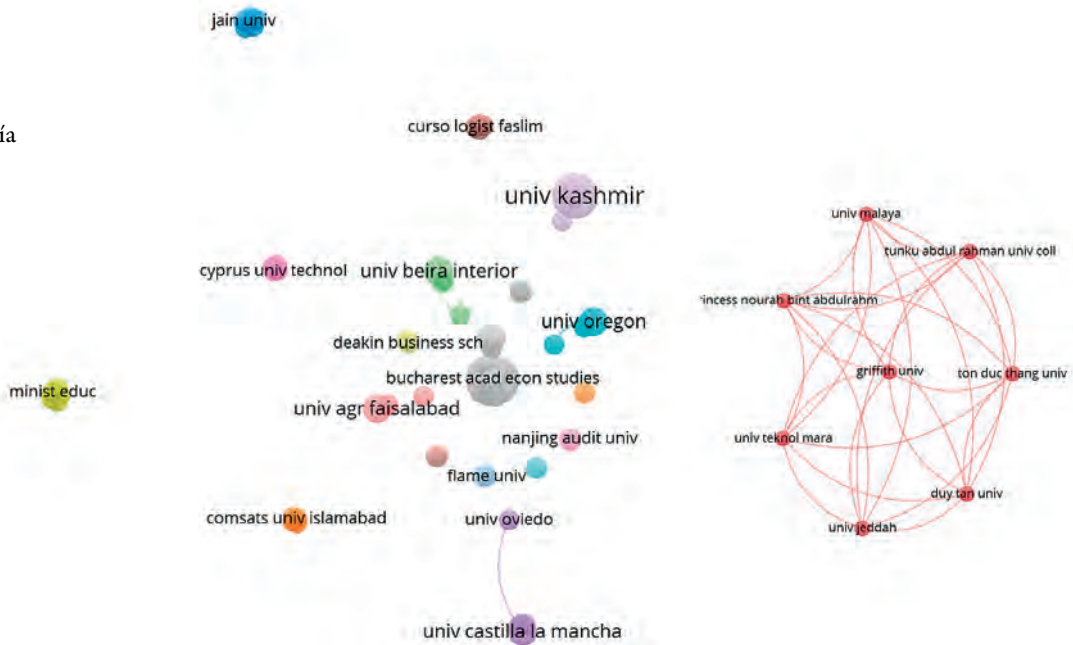 jain univ
curso logist faslim
ía
univ kashmir
univ malaya
tunku abdul rahman univ coll
cyprus univ technol
univ beira interior
rincess nourah bint abdulrahm
univ oregon
deakin business sch
bucharest acad econ studies
griffith univ
ton duc thang univ
minist educ
univ agr faisalabad
nanjing audit univ
univ teknol mara
flame univ
duy tan univ
comsats univ islamabad
univ oviedo
univ jeddah
univ castilla la mancha